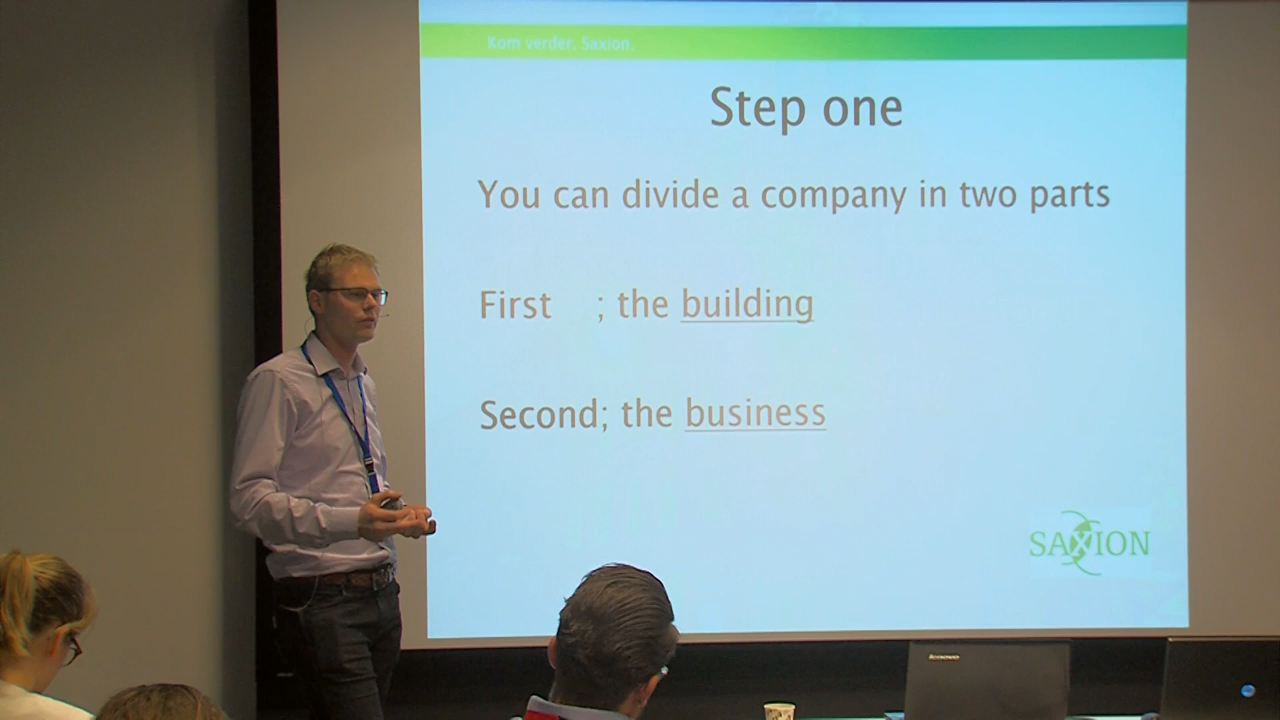 Kom verder. Saxion.
Step one
You can divide a company in two parts
First ; the building
Second; the business
SAXION
lenovo